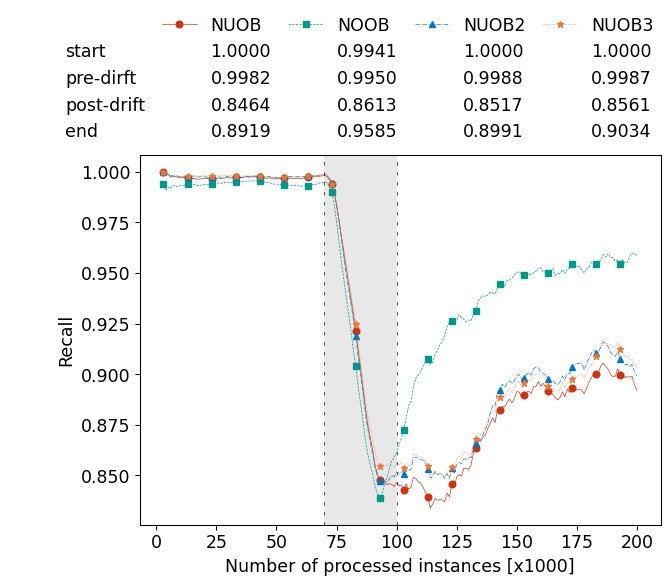 NUOB NOOB NUOB2 NUOB3
start 1.0000 0.9941 1.0000 1.0000
pre-dirft 0.9982 0.9950 0.9988 0.9987
post-drift 0.8464 0.8613 0.8517 0.8561
end 0.8919 0.9585 0.8991 0.9034
1.000
0.975
0.950
0.925
0.900
0.875
0.850
Recall
0 25 50 75 100 125 150 175 200
Number of processed instances [x1000]